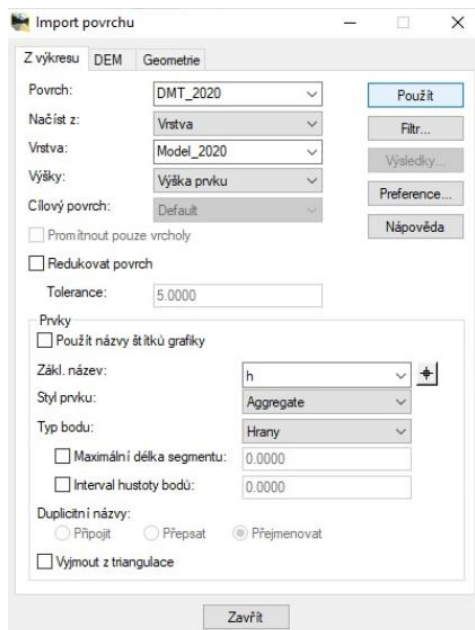 Import povrchu
Z výkresu DEM Geometrie
Povrch: DMT_2020 Použít
Načíst z: Vrstva Filtr...
Vrstva: Model_2020 Výsledky...
Výšky: Výška prvku Preference...
Cílový povrch: Default Nápověda
Promítnout pouze vrcholy
Redukovat povrch
Tolerance: 5.0000
Prvky
Použít názvy štítků grafiky
Zákl. název: h
Styl prvku: Aggregate
Typ bodu: Hrany
Maximální délka segmentu: 0.0000
Interval hustoty bodů: 0.0000
Duplicitní názvy:
Připojit Přepsat Přejmenovat
Vyjmout z triangulace
Zavřít